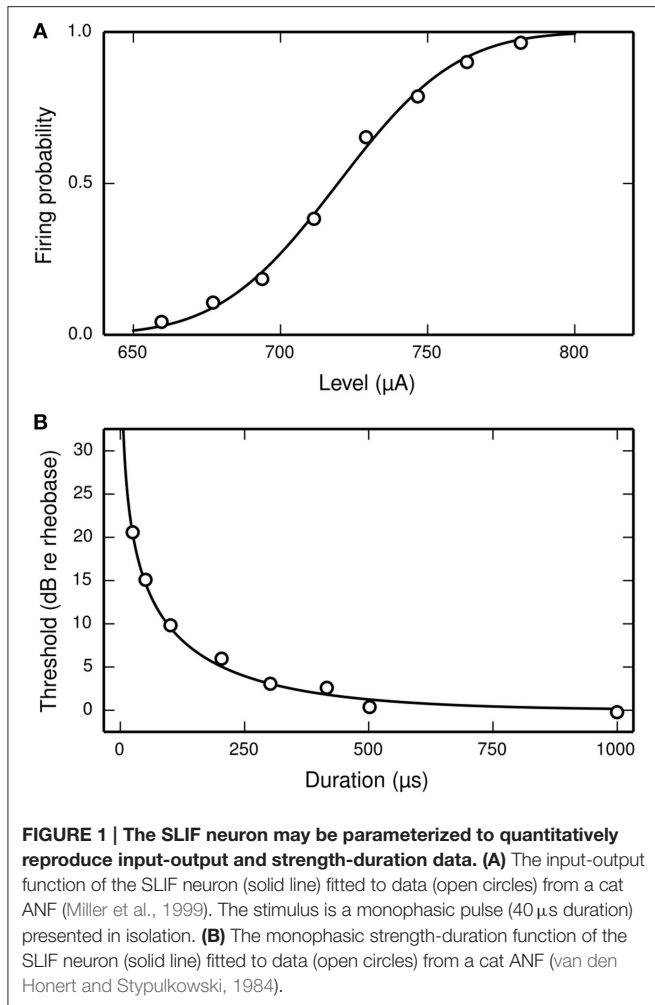 A
1.0
0.5
0.0
Firing probability
650
700
750
800
Level (µA)
B
30
25
20
15
10
5
0
Threshold (dB re rheobase)
0
250
500
750
1000
Duration (µs)
FIGURE 1 | The SLIF neuron may be parameterized to quantitatively
reproduce input-output and strength-duration data. (A) The input-output
function of the SLIF neuron (solid line) fitted to data (open circles) from a cat
ANF (Miller et al., 1999). The stimulus is a monophasic pulse (40 µs duration)
presented in isolation. (B) The monophasic strength-duration function of the
SLIF neuron (solid line) fitted to data (open circles) from a cat ANF (van den
Honert and Stypulkowski, 1984).